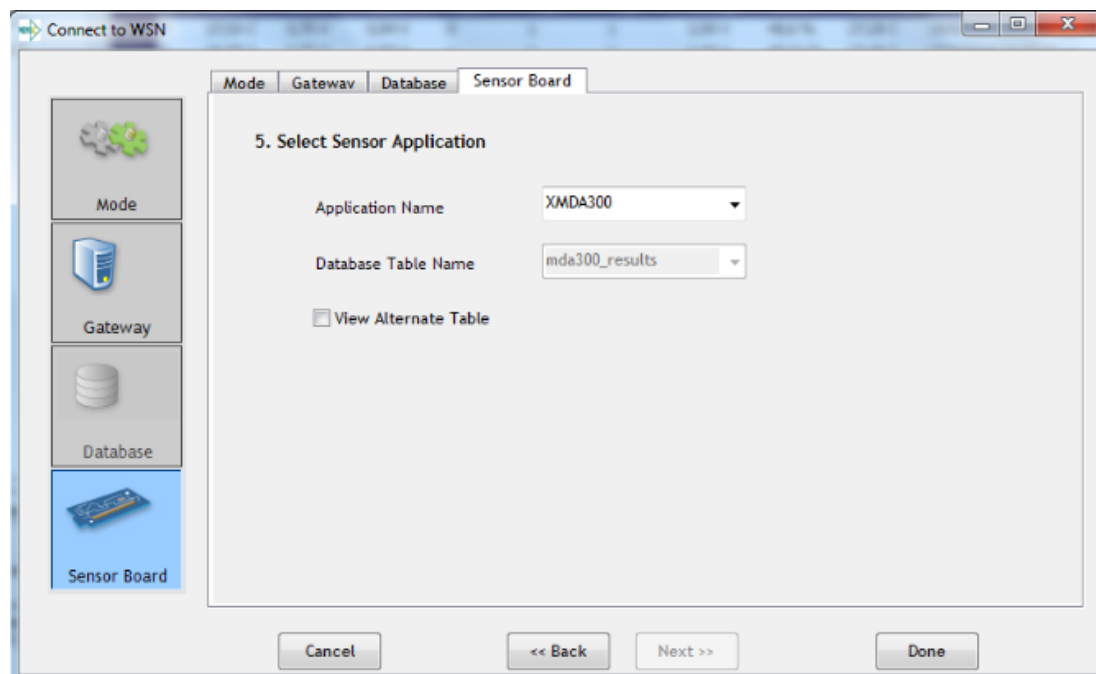 Connect to WSN
Mode Gateway Database Sensor Board
5. Select Sensor Application
Mode
Application Name XMDA300
Database Table Name mda300_results
Gateway
View Alternate Table
Database
Sensor Board
Cancel << Back Next >> Done